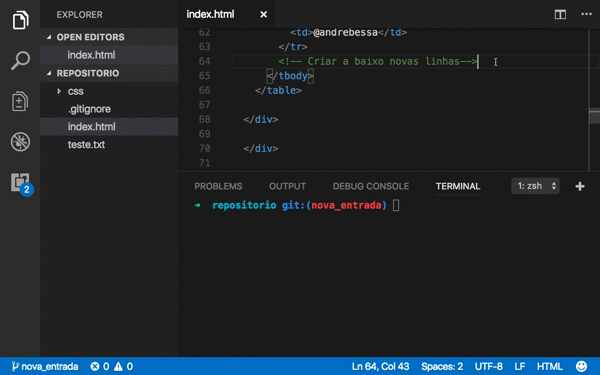 EXPLORER
OPEN EDITORS
index.html
REPOSITORIO
css
.gitignore
index.html
teste.txt
2
index.html
62 <td>@andrebessa</td>
63 </tr>
64 <!-- Criar a baixo novas linhas-->
65 </tbody>
66 </table>
67
68 </div>
69
70 </div>
71
PROBLEMS OUTPUT DEBUG CONSOLE TERMINAL 1: zsh
➜ repositorio git:(nova_entrada)
nova_entrada 0 0 Ln 64, Col 43 Spaces: 2 UTF-8 LF HTML